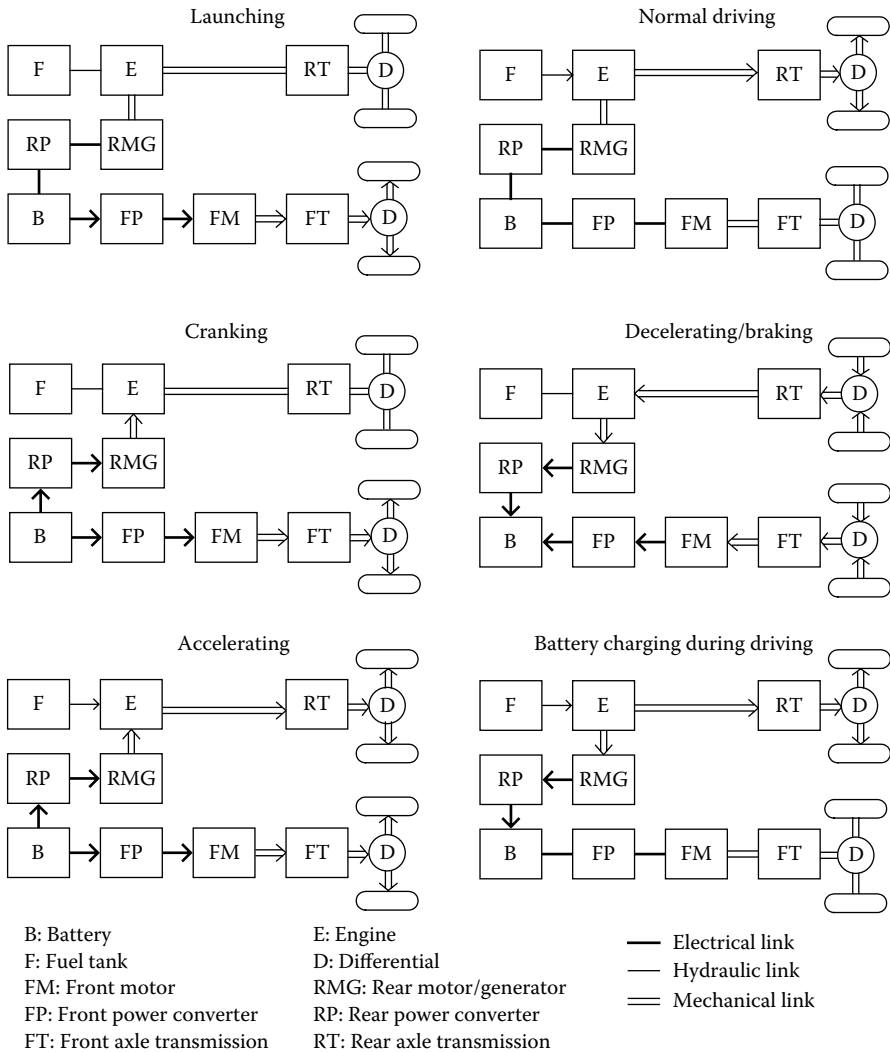 Launching
F E RT D
RP RMG
B FP FM FT D
Normal driving
F E RT D
RP RMG
B FP FM FT D
Cranking
F E RT D
RP RMG
B FP FM FT D
Decelerating/braking
F E RT D
RP RMG
B FP FM FT D
Accelerating
F E RT D
RP RMG
B FP FM FT D
Battery charging during driving
F E RT D
RP RMG
B FP FM FT D
B: Battery
F: Fuel tank
FM: Front motor
FP: Front power converter
FT: Front axle transmission
E: Engine
D: Differential
RMG: Rear motor/generator
RP: Rear power converter
RT: Rear axle transmission
Electrical link
Hydraulic link
Mechanical link